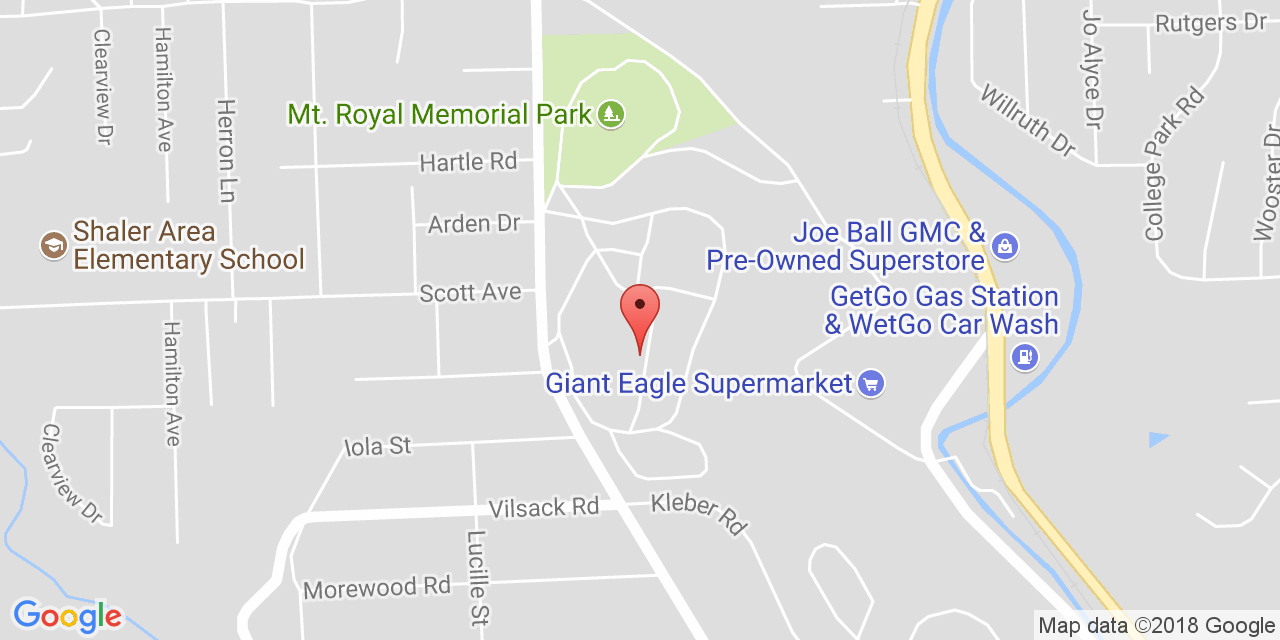 Rutgers Dr
Jo Alyce Dr
Clearview Dr
Hamilton Ave
Herron Ln
Mt. Royal Memorial Park
Willruth Dr
College Park Rd
Wooster Dr
Hartle Rd
Arden Dr
Shaler Area
Elementary School
Joe Ball GMC &
Pre-Owned Superstore
Scott Ave
GetGo Gas Station
& WetGo Car Wash
Hamilton Ave
Giant Eagle Supermarket
Clearview Dr
Iola St
Vilsack Rd
Kleber Rd
Lucille St
Morewood Rd
Google
Map data ©2018 Google